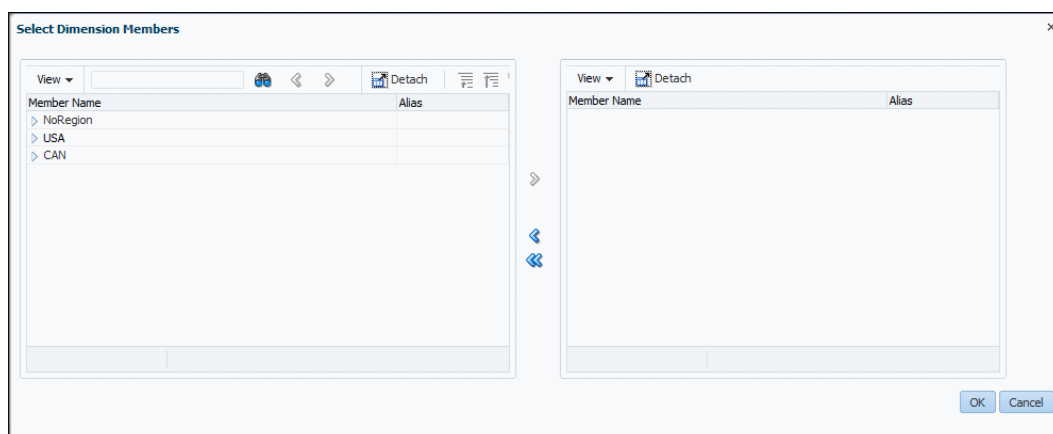 Select Dimension Members
View Detach
Member Name Alias
NoRegion
USA
CAN
View Detach
Member Name Alias
OK Cancel